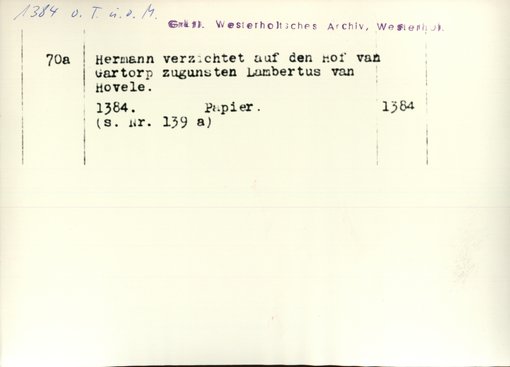 1384 o. T. u. o. M.
Gräfl. Westerholtsches Archiv, Westerholt.
70a Hermann verzichtet auf den Hof van
Gartorp zugunsten Lambertus van
Hovele.
1384. Papier. 1384
(s. Nr. 139 a)